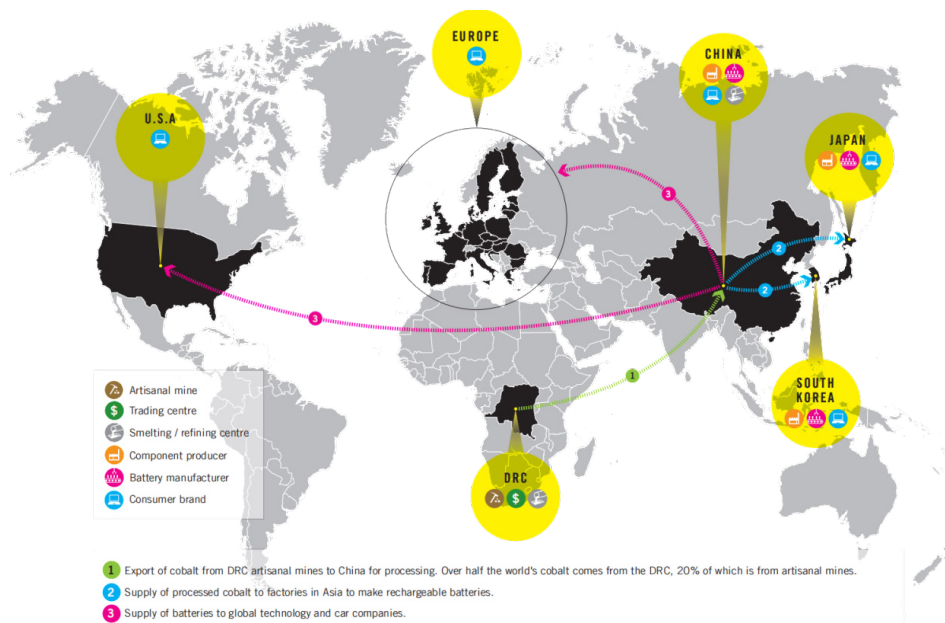 EUROPE
CHINA
U.S.A
JAPAN
3
2
2
3
1
SOUTH
KOREA
DRC
$
Artisanal mine
$ Trading centre
Smelting / refining centre
Component producer
Battery manufacturer
Consumer brand
1 Export of cobalt from DRC artisanal mines to China for processing. Over half the world's cobalt comes from the DRC, 20% of which is from artisanal mines.
2 Supply of processed cobalt to factories in Asia to make rechargeable batteries.
3 Supply of batteries to global technology and car companies.